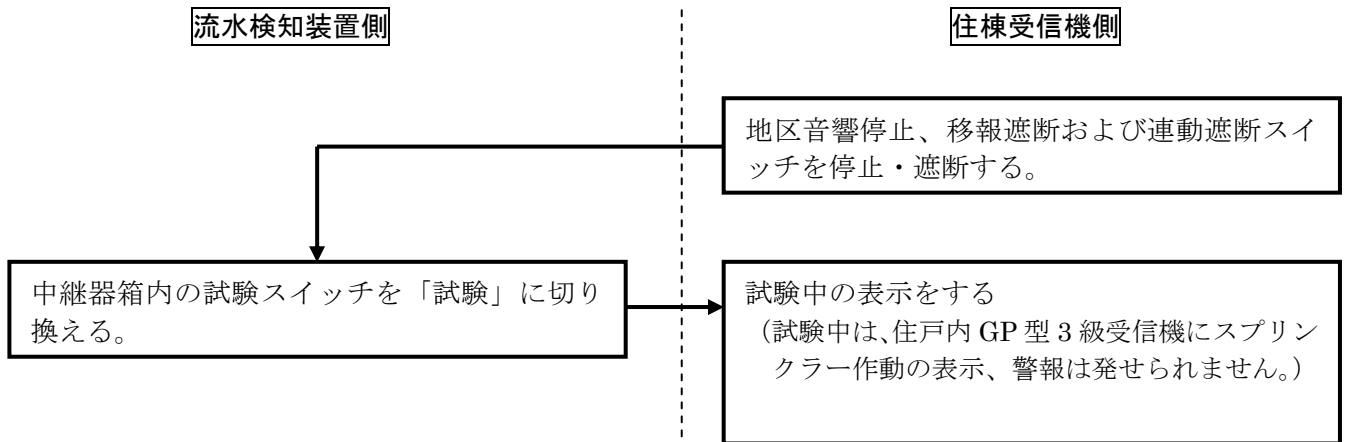 流水検知装置側
住棟受信機側
地区音響停止、移報遮断および連動遮断スイ
ッチを停止・遮断する。
中継器箱内の試験スイッチを「試験」に切り
換える。
試験中の表示をする
（試験中は、住戸内 GP 型 3 級受信機にスプリン
クラー作動の表示、警報は発せられません。）